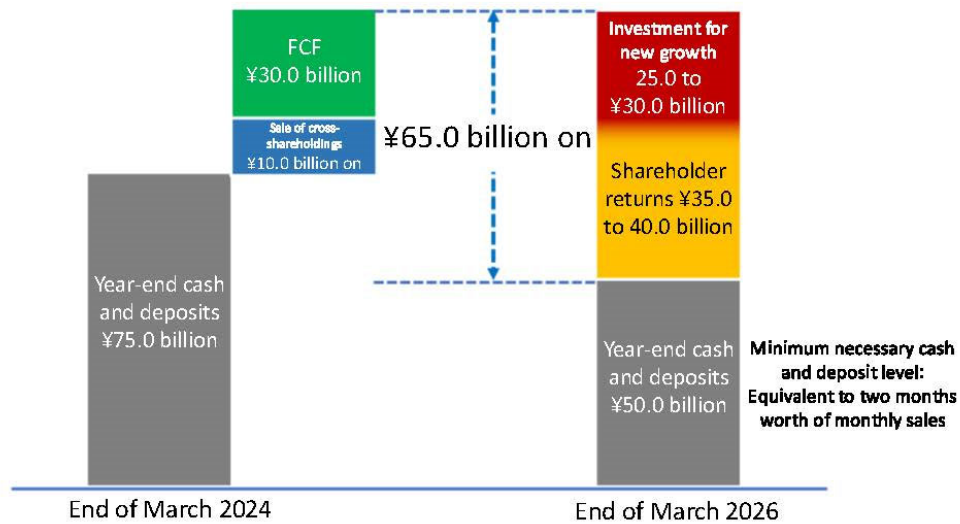 FCF
¥30.0 billion
Sale of cross-
shareholdings
¥10.0 billion on
Year-end cash
and deposits
¥75.0 billion
¥65.0 billion on
Investment for
new growth
25.0 to
¥30.0 billion
Shareholder
returns ¥35.0
to 40.0 billion
Year-end cash
and deposits
¥50.0 billion
Minimum necessary cash
and deposit level:
Equivalent to two months
worth of monthly sales
End of March 2024
End of March 2026